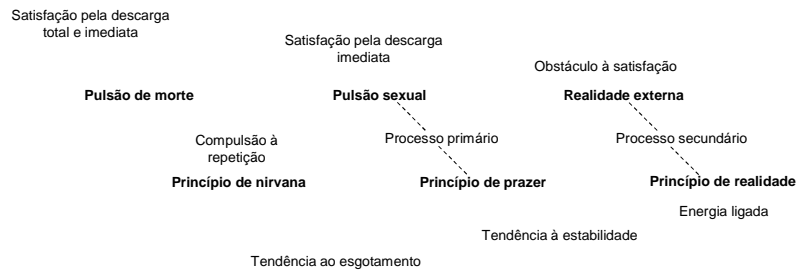 Satisfação pela descarga
total e imediata
Satisfação pela descarga
imediata
Obstáculo à satisfação
Pulsão de morte
Pulsão sexual
Realidade externa
Compulsão à
repetição
Processo primário
Processo secundário
Princípio de nirvana
Princípio de prazer
Princípio de realidade
Energia ligada
Tendência à estabilidade
Tendência ao esgotamento